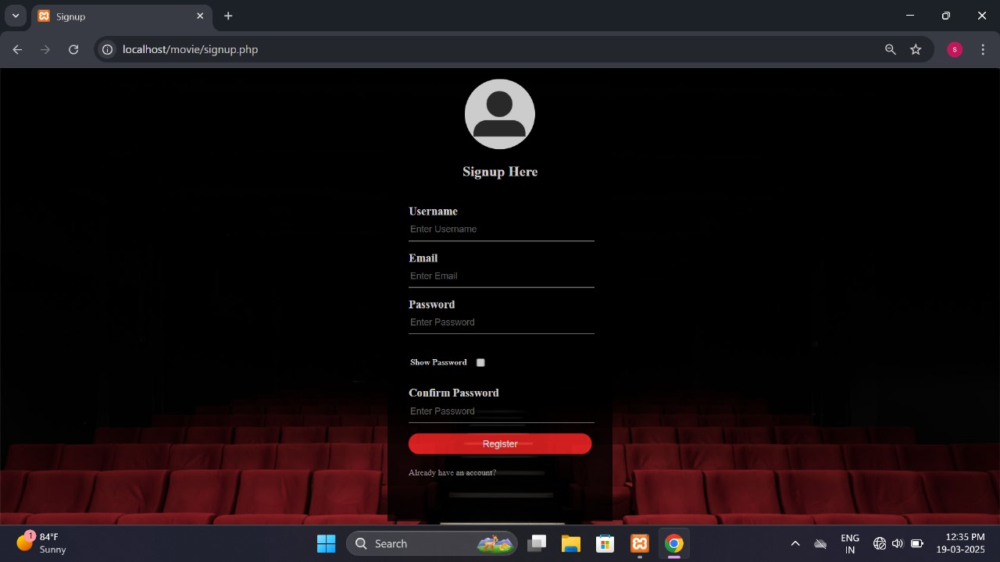 Signup
localhost/movie/signup.php
s
Signup Here
Username
Enter Username
Email
Enter Email
Password
Enter Password
Show Password
Confirm Password
Enter Password
Register
Already have an account?
1
84°F
Sunny
Search
ENG
IN
12:35 PM
19-03-2025